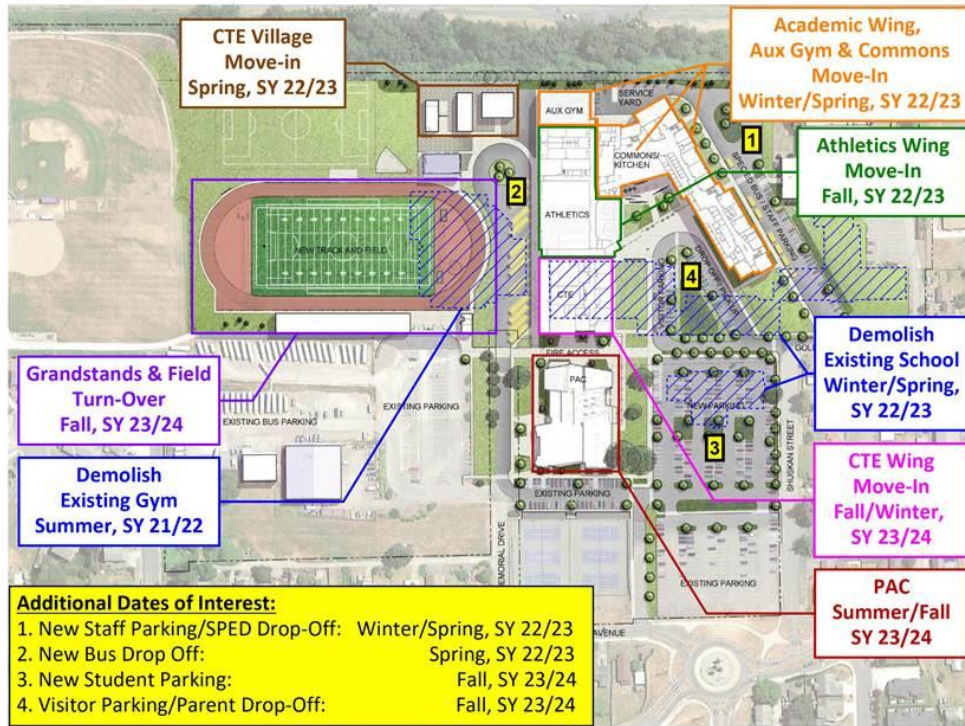 CTE Village
Move-in
Spring, SY 22/23
Academic Wing,
Aux Gym & Commons
Move-In
Winter/Spring, SY 22/23
Athletics Wing
Move-In
Fall, SY 22/23
AUX GYM
SERVICE
YARD
COMMONS/
KITCHEN
ATHLETICS
1
2
4
3
NEW TRACK AND FIELD
CTE
VISITOR PARKING
FIRE ACCESS
PAC
NEW PARKING
SHUSKAN STREET
Grandstands & Field
Turn-Over
Fall, SY 23/24
EXISTING BUS PARKING
EXISTING PARKING
Demolish
Existing School
Winter/Spring,
SY 22/23
Demolish
Existing Gym
Summer, SY 21/22
CTE Wing
Move-In
Fall/Winter,
SY 23/24
EXISTING PARKING
EXISTING PARKING
PAC
Summer/Fall
SY 23/24
AVENUE
Additional Dates of Interest:
1. New Staff Parking/SPED Drop-Off: Winter/Spring, SY 22/23
2. New Bus Drop Off: Spring, SY 22/23
3. New Student Parking: Fall, SY 23/24
4. Visitor Parking/Parent Drop-Off: Fall, SY 23/24